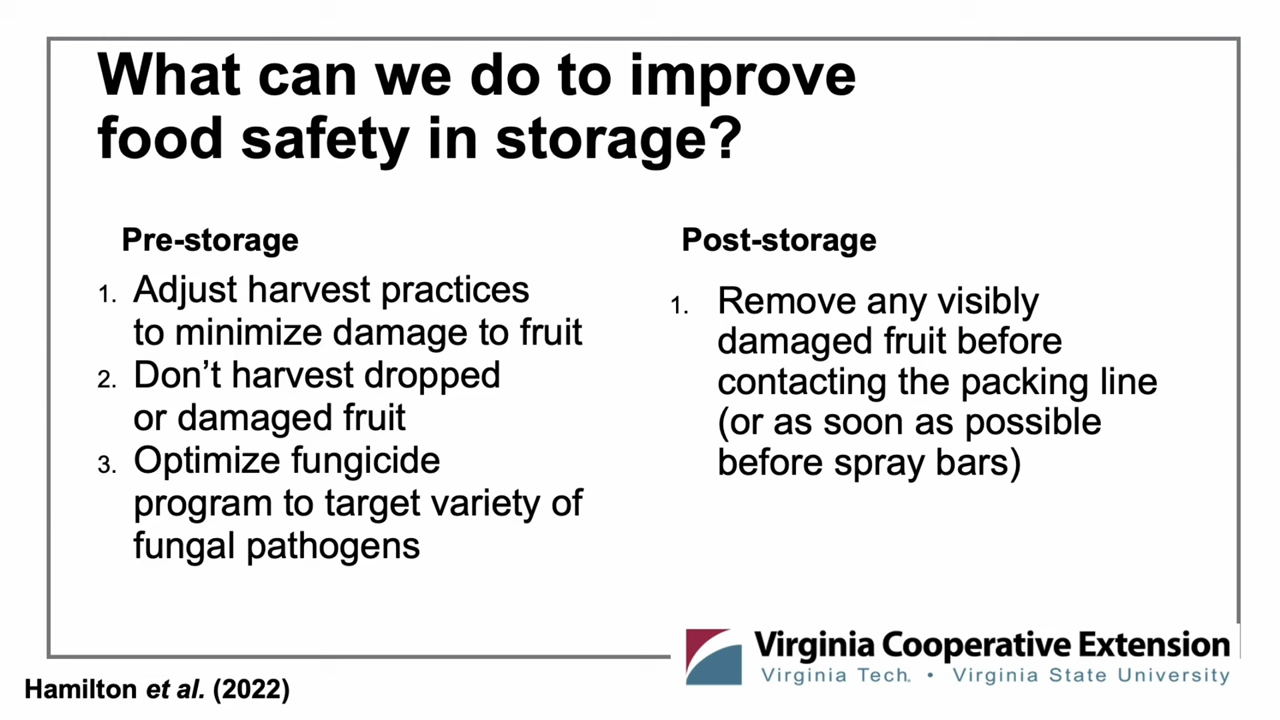 What can we do to improve
food safety in storage?
Pre-storage
1. Adjust harvest practices
to minimize damage to fruit
2. Don’t harvest dropped
or damaged fruit
3. Optimize fungicide
program to target variety of
fungal pathogens
Post-storage
1. Remove any visibly
damaged fruit before
contacting the packing line
(or as soon as possible
before spray bars)
Virginia Cooperative Extension
Virginia Tech. • Virginia State University
Hamilton et al. (2022)